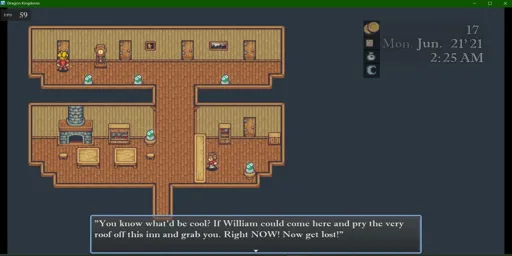 Dragon Kingdoms
FPS 59
17
Mon Jun. 21'21
2:25 AM
"You know what'd be cool? If William could come here and pry the very
roof off this inn and grab you. Right NOW! Now get lost!"